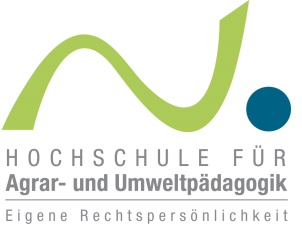 HOCHSCHULE FÜR
Agrar- und Umweltpädagogik
Eigene Rechtspersönlichkeit